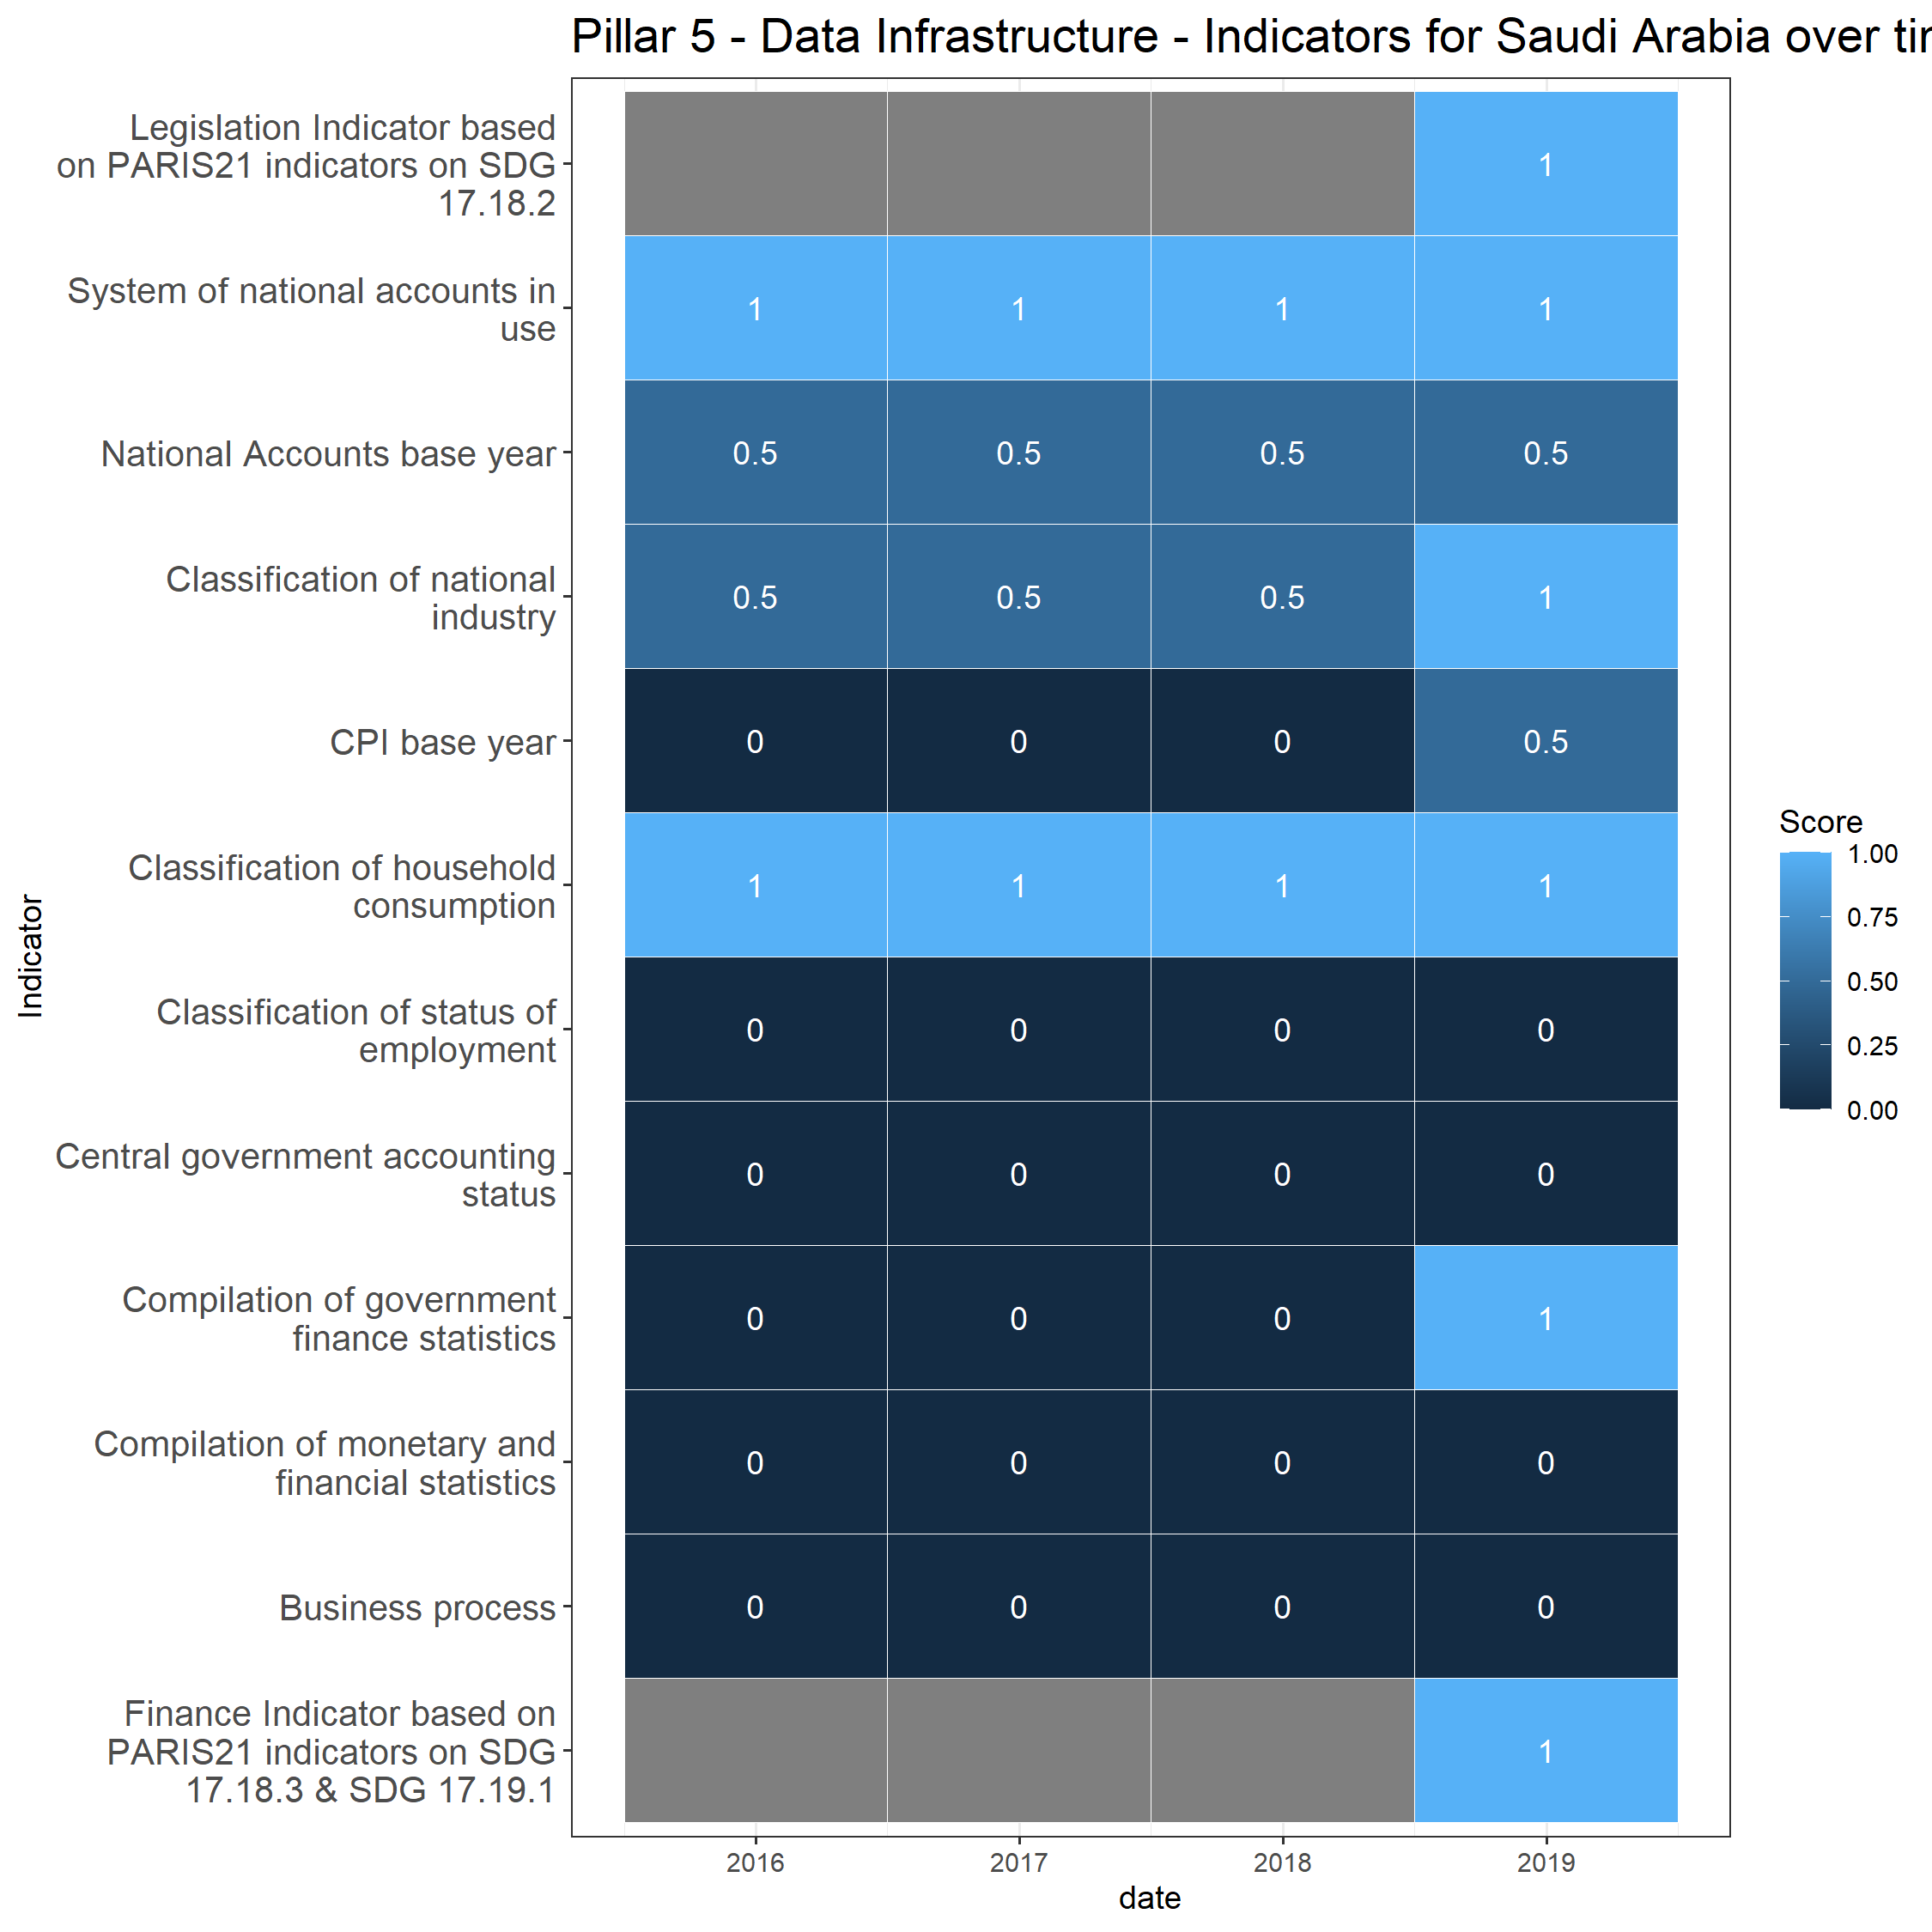 Pillar 5 - Data Infrastructure - Indicators for Saudi Arabia over
Legislation Indicator based
on PARIS21 indicators on SDG
17.18.2
1
System of national accounts in
use
1 1 1 1
National Accounts base year
0.5 0.5 0.5 0.5
Classification of national
industry
0.5 0.5 0.5 1
CPI base year
0 0 0 0.5
Classification of household
consumption
1 1 1 1
Classification of status of
employment
0 0 0 0
Central government accounting
status
0 0 0 0
Compilation of government
finance statistics
0 0 0 1
Compilation of monetary and
financial statistics
0 0 0 0
Business process
0 0 0 0
Finance Indicator based on
PARIS21 indicators on SDG
17.18.3 & SDG 17.19.1
1
2016 2017 2018 2019
date
Indicator
Score
1.00
0.75
0.50
0.25
0.00